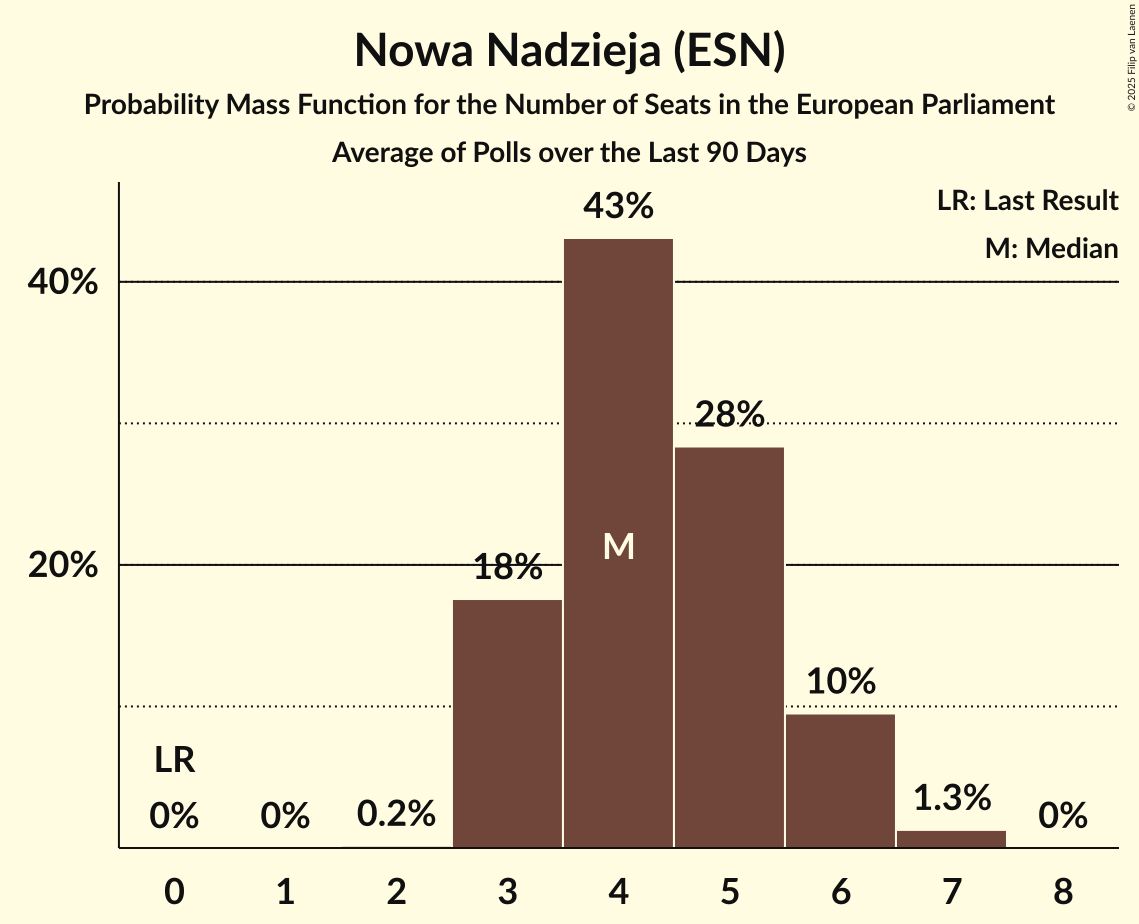 Nowa Nadzieja (ESN)
Probability Mass Function for the Number of Seats in the European Parliament
Average of Polls over the Last 90 Days
© 2025 Filip van Laenen
LR: Last Result
M: Median
43%
40%
28%
M
20%
18%
10%
LR
1.3%
0%
0%
0.2%
0%
0 1 2 3 4 5 6 7 8